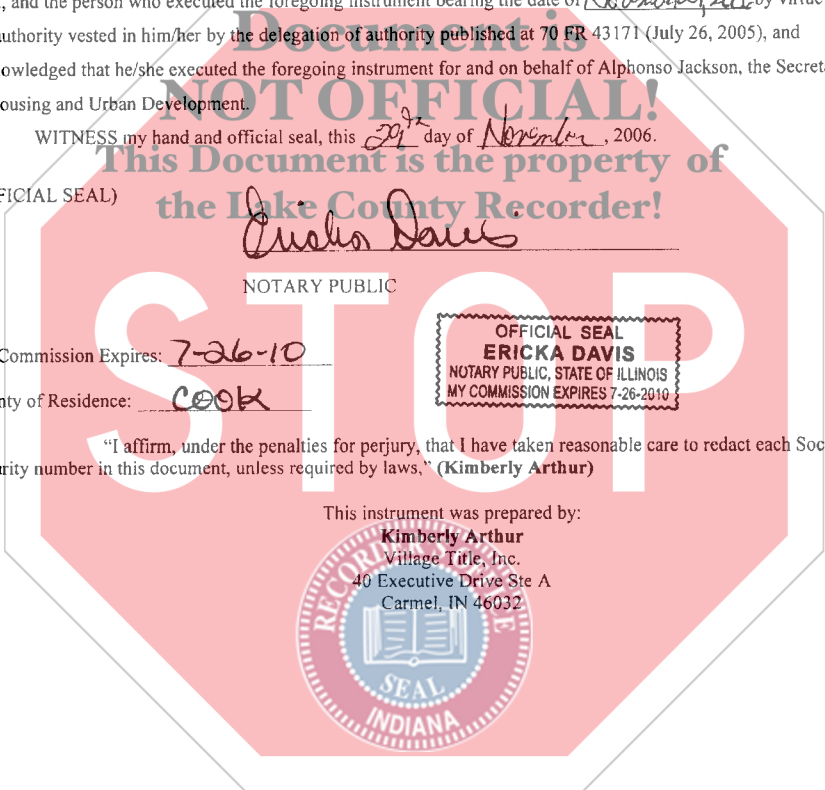 , and the person who executed the foregoing instrument bearing the date of by virtue
uthority vested in him/her by the delegation of authority published at 70 FR 43171 (July 26, 2005), and
owledged that he/she executed the foregoing instrument for and on behalf of Alphonso Jackson, the Secreta
ousing and Urban Development.
Document is
NOT OFFICIAL!
This Document is the property of
the Lake County Recorder!
WITNESS my hand and official seal, this 29th day of November, 2006.
FICIAL SEAL)
Ericka Davis
NOTARY PUBLIC
STOP
Commission Expires: 7-26-10
nty of Residence: COOK
OFFICIAL SEAL
ERICKA DAVIS
NOTARY PUBLIC, STATE OF ILLINOIS
MY COMMISSION EXPIRES 7-26-2010
“I affirm, under the penalties for perjury, that I have taken reasonable care to redact each Soc
rity number in this document, unless required by laws,” (Kimberly Arthur)
This instrument was prepared by:
Kimberly Arthur
Village Title, Inc.
40 Executive Drive Ste A
Carmel, IN 46032
SEAL
INDIANA